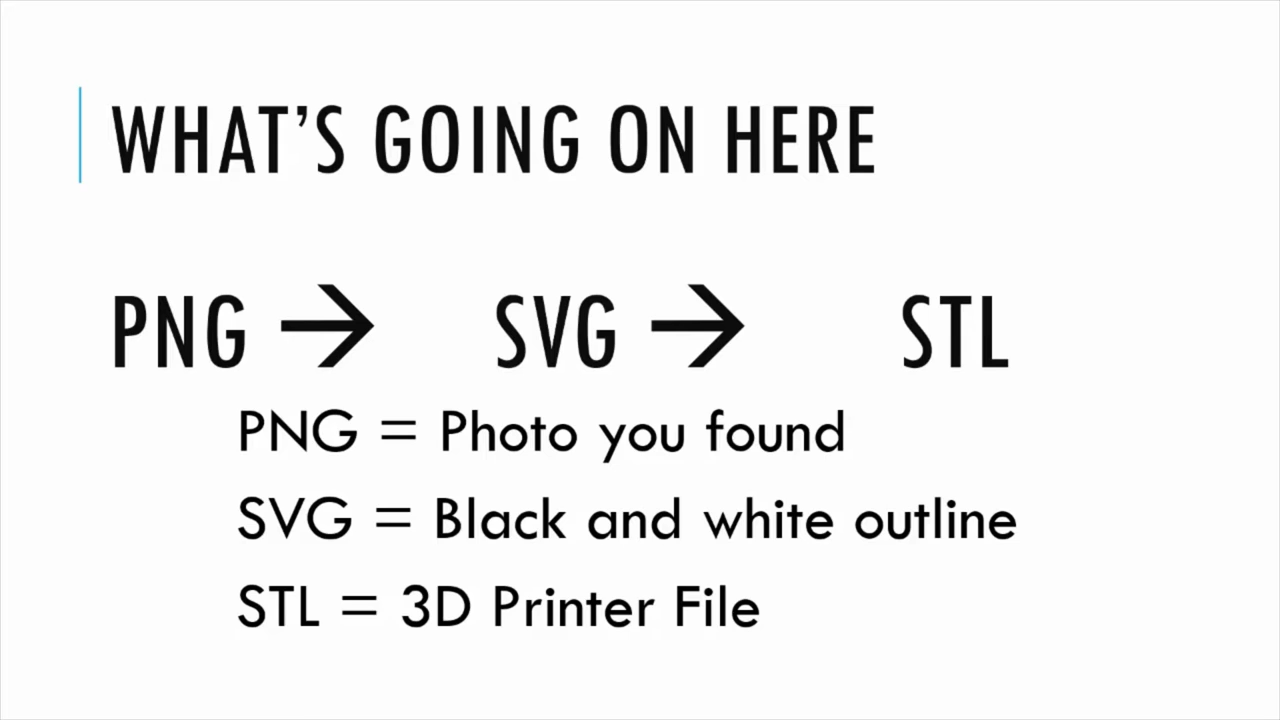 WHAT'S GOING ON HERE
PNG → SVG → STL
PNG = Photo you found
SVG = Black and white outline
STL = 3D Printer File